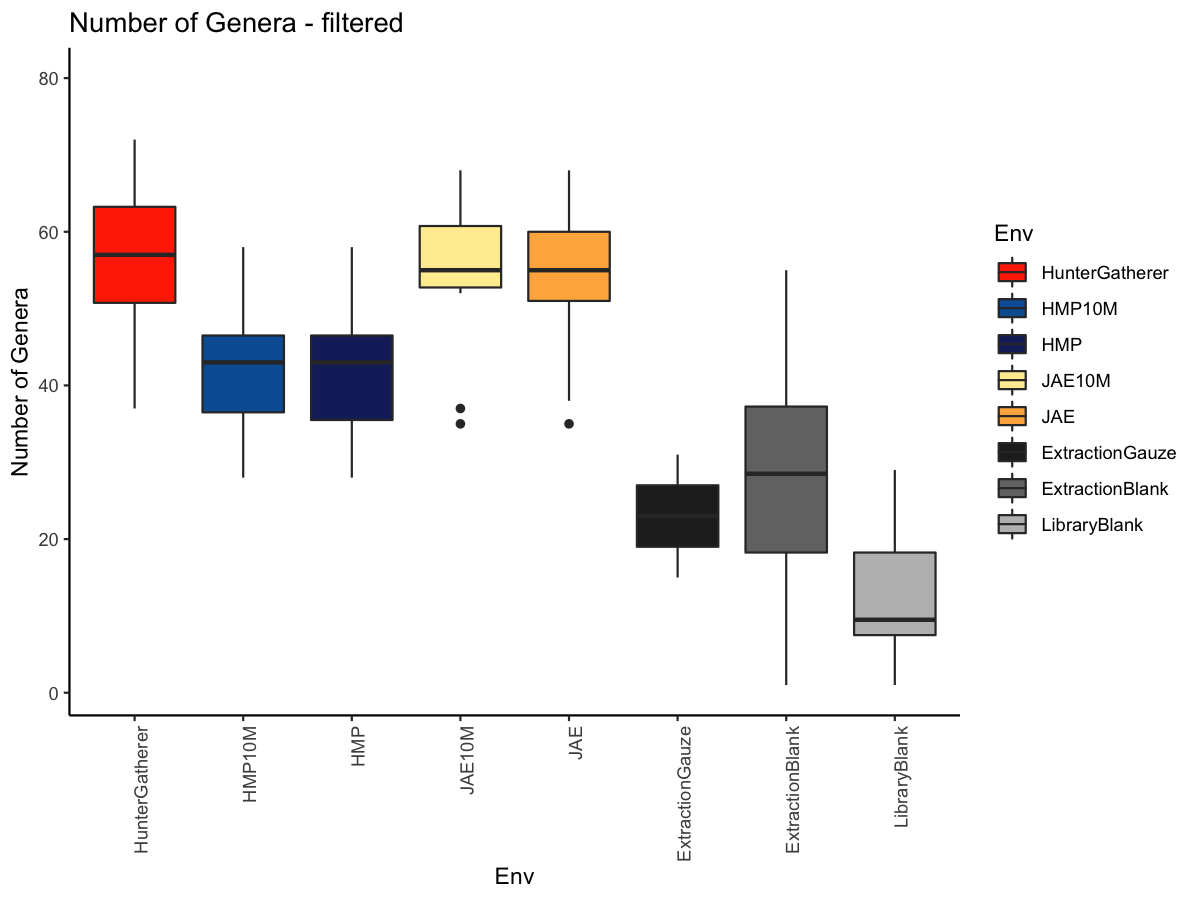 Number of Genera - filtered
Number of Genera
80
60
40
20
0
HunterGatherer
HMP10M
HMP
JAE10M
JAE
ExtractionGauze
ExtractionBlank
LibraryBlank
Env
Env
HunterGatherer
HMP10M
HMP
JAE10M
JAE
ExtractionGauze
ExtractionBlank
LibraryBlank